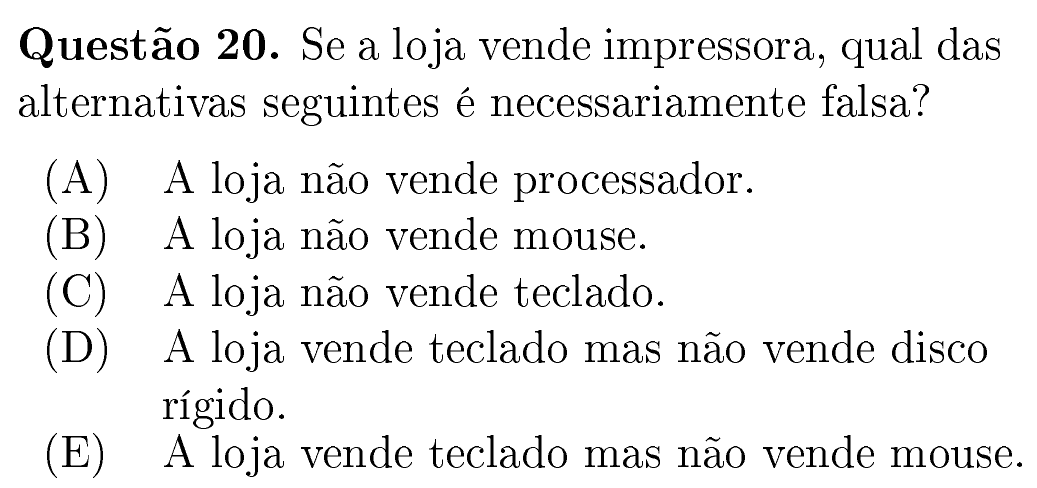 Questão 20. Se a loja vende impressora, qual das
alternativas seguintes é necessariamente falsa?
(A) A loja não vende processador.
(B) A loja não vende mouse.
(C) A loja não vende teclado.
(D) A loja vende teclado mas não vende disco
rígido.
(E) A loja vende teclado mas não vende mouse.